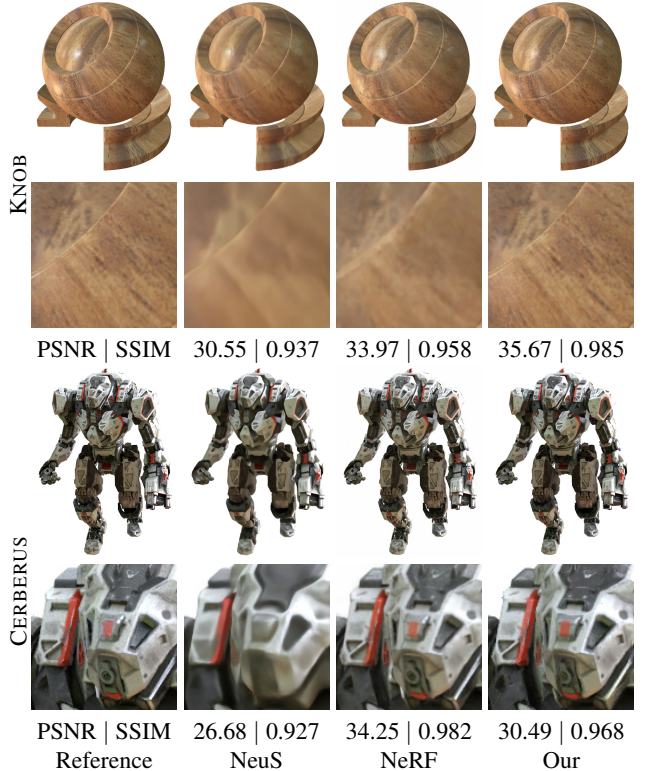 KNOB
PSNR | SSIM 30.55 | 0.937 33.97 | 0.958 35.67 | 0.985
CERBERUS
PSNR | SSIM 26.68 | 0.927 34.25 | 0.982 30.49 | 0.968
Reference NeuS NeRF Our